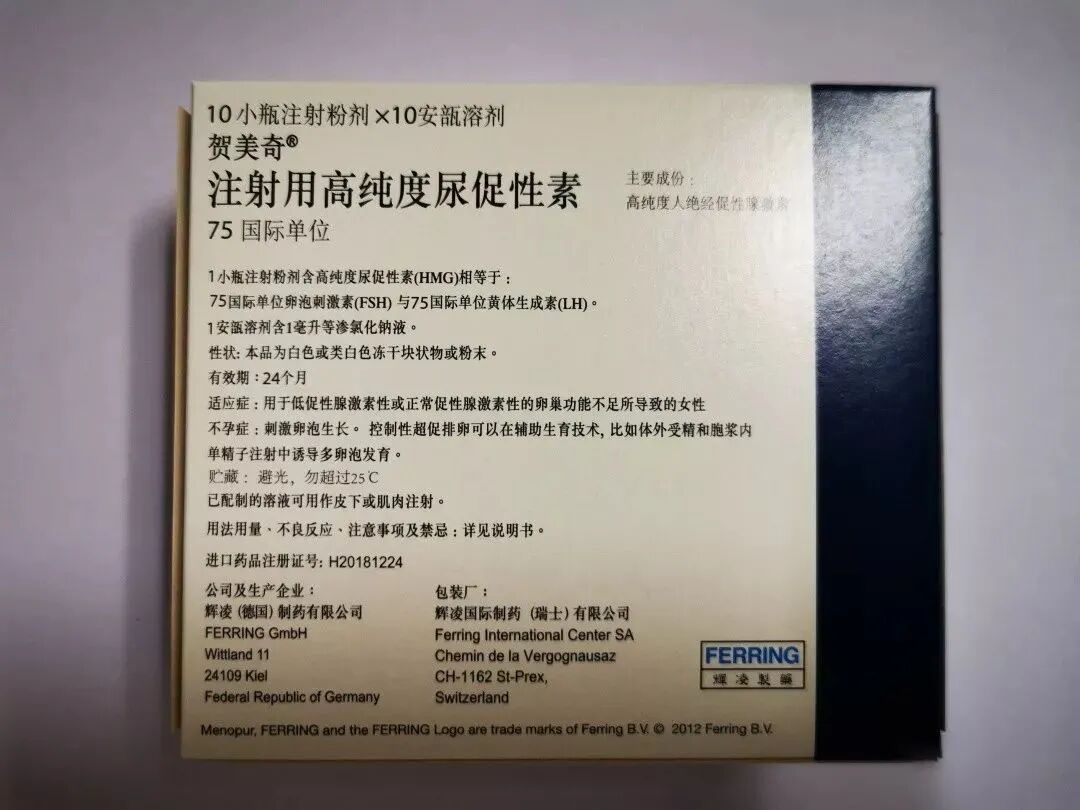 10 小瓶注射粉剂 ×10安瓿溶剂
贺美奇®
注射用高纯度尿促性素
75 国际单位
主要成份：
高纯度人绝经促性腺激素
1小瓶注射粉剂含高纯度尿促性素(HMG)相等于：
75国际单位卵泡刺激素(FSH) 与75国际单位黄体生成素(LH)。
1安瓿溶剂含1毫升等渗氯化钠液。
性状: 本品为白色或类白色冻干块状物或粉末。
有效期：24个月
适应症：用于低促性腺激素性或正常促性腺激素性的卵巢功能不足所导致的女性
不孕症：刺激卵泡生长。 控制性超促排卵可以在辅助生育技术, 比如体外受精和胞浆内
单精子注射中诱导多卵泡发育。
贮藏：避光，勿超过25℃
已配制的溶液可用作皮下或肌肉注射。
用法用量、不良反应、注意事项及禁忌：详见说明书。
进口药品注册证号: H20181224
公司及生产企业：
辉凌 (德国) 制药有限公司
FERRING GmbH
Wittland 11
24109 Kiel
Federal Republic of Germany
包装厂：
辉凌国际制药（瑞士）有限公司
Ferring International Center SA
Chemin de la Vergognausaz
CH-1162 St-Prex,
Switzerland
FERRING
輝凌製藥
Menopur, FERRING and the FERRING Logo are trade marks of Ferring B.V. © 2012 Ferring B.V.